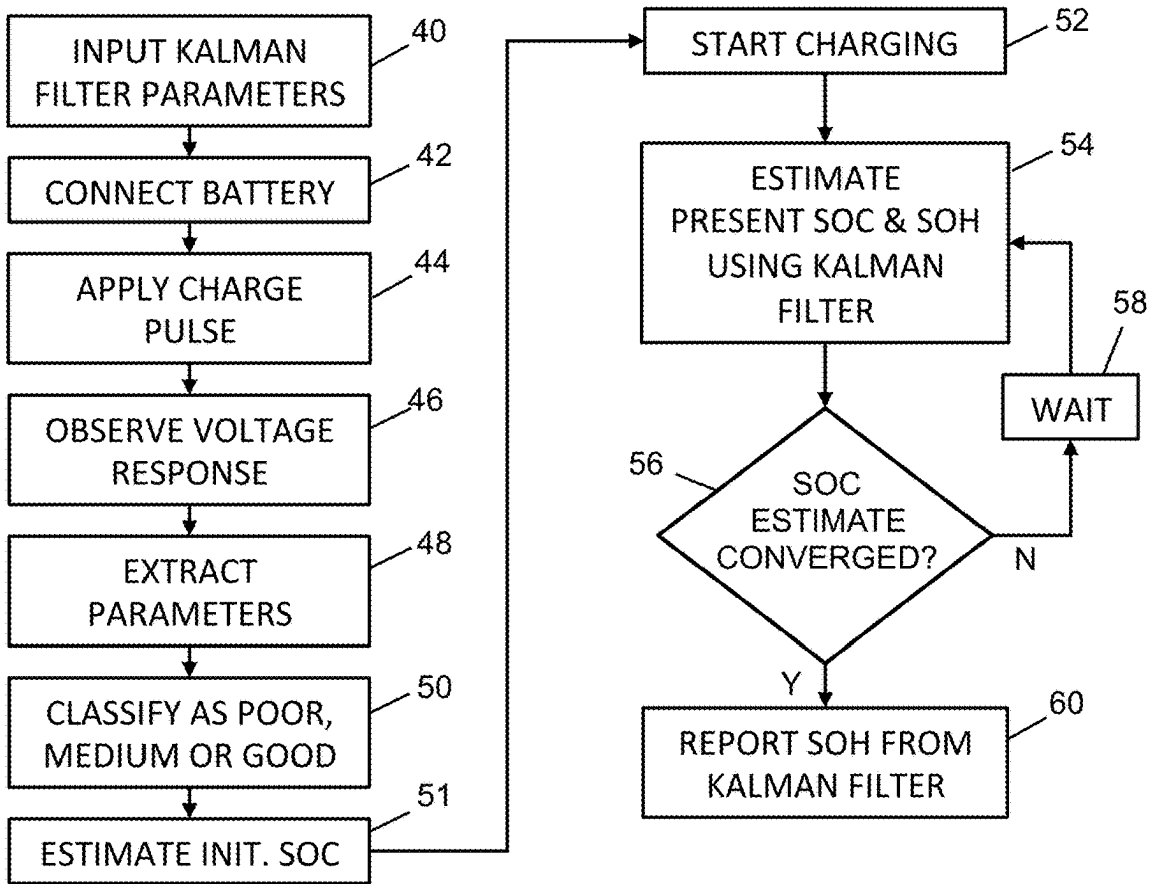 INPUT KALMAN
FILTER PARAMETERS
40
CONNECT BATTERY
42
APPLY CHARGE
PULSE
44
OBSERVE VOLTAGE
RESPONSE
46
EXTRACT
PARAMETERS
48
CLASSIFY AS POOR,
MEDIUM OR GOOD
50
ESTIMATE INIT. SOC
51
START CHARGING
52
ESTIMATE
PRESENT SOC & SOH
USING KALMAN
FILTER
54
SOC
ESTIMATE
CONVERGED?
56
N
WAIT
58
Y
REPORT SOH FROM
KALMAN FILTER
60